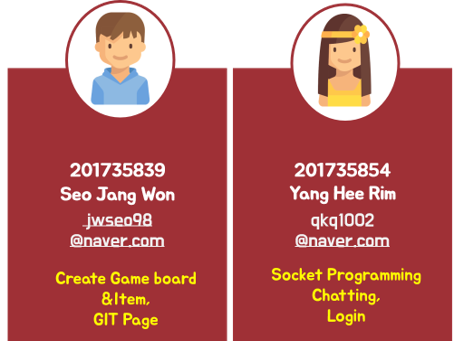 201735839
Seo Jang Won
jwseo98
@naver.com
Create Game board
&Item,
GIT Page
201735854
Yang Hee Rim
qkq1002
@naver.com
Socket Programming
Chatting,
Login